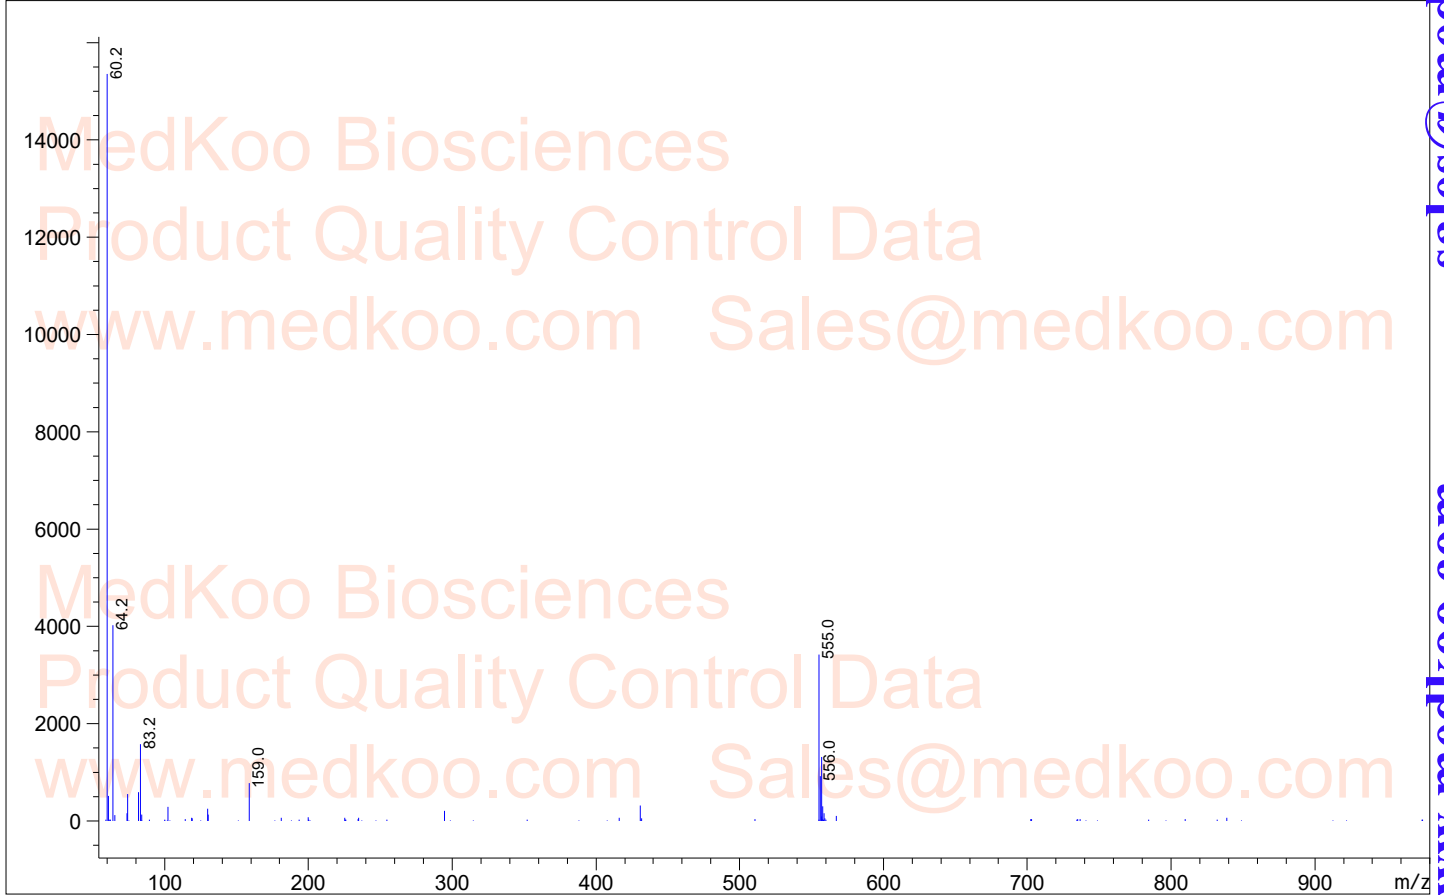 60.2
14000
MedKoo Biosciences
12000
Product Quality Control Data
10000
www.medkoo.com Sales@medkoo.com
8000
6000
MedKoo Biosciences
4000
64.2
555.0
Product Quality Control Data
2000
83.2
556.0
159.0
www.medkoo.com Sales@medkoo.com
0
100 200 300 400 500 600 700 800 900 m/z